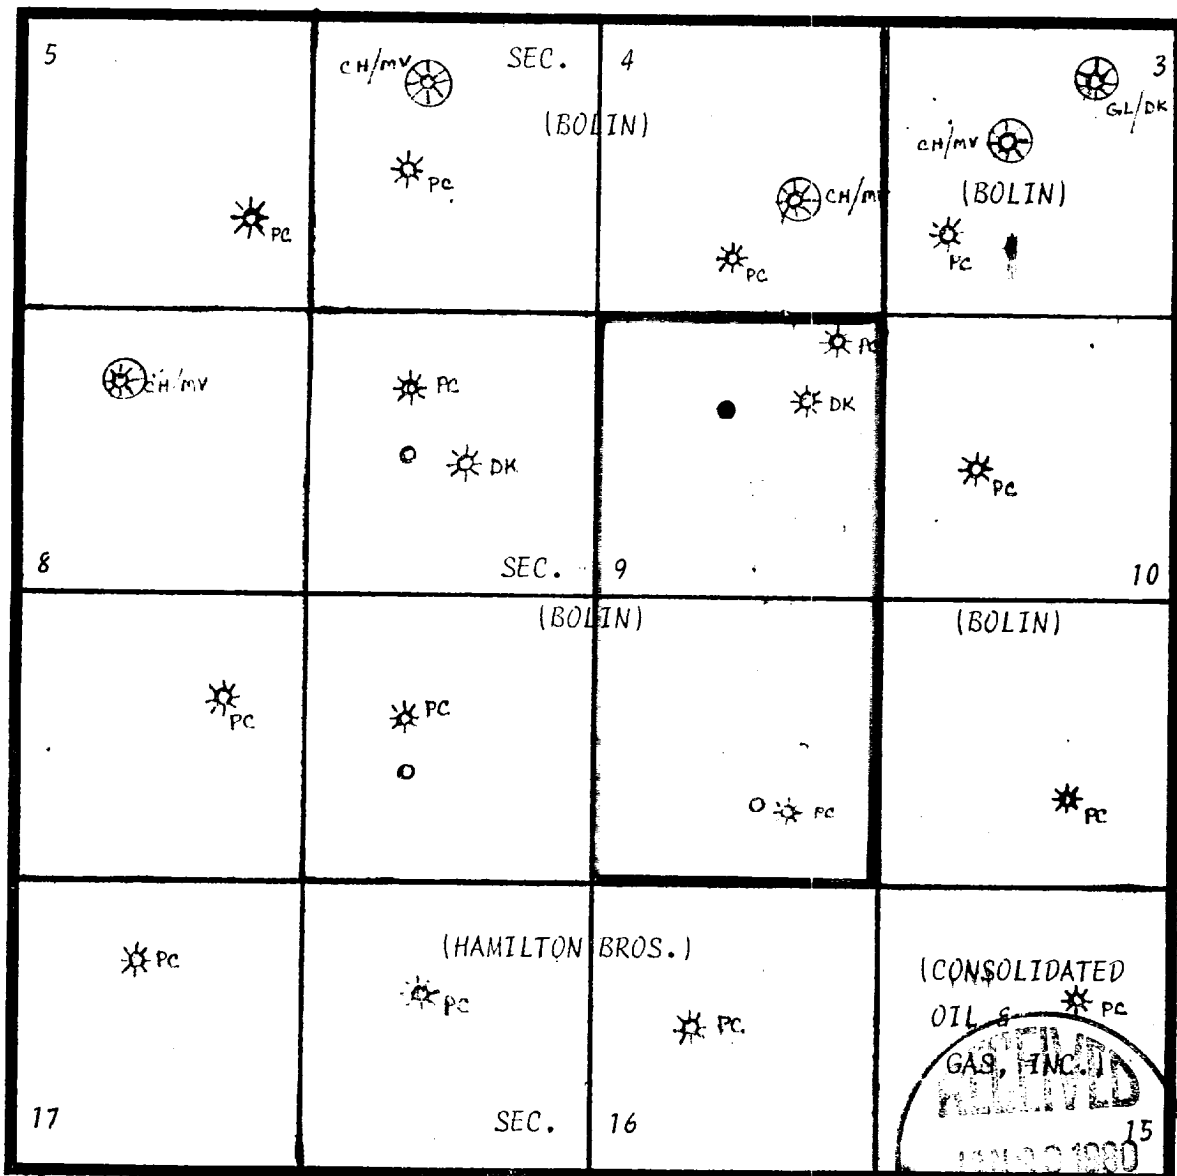 5
CH/MV
SEC. 4
3
GL/DK
(BOLIN)
CH/MV
PC
CH/M
(BOLIN)
PC
PC
PC
PC
CH/MV
PC
DK
DK
PC
8
SEC. 9
10
(BOLIN)
(BOLIN)
PC
PC
PC
PC
PC
(HAMILTON BROS.)
PC
PC.
(CONSOLIDATED
PC
OIL &
GAS, INC.)
RECEIVED
17
SEC. 16
15
1980